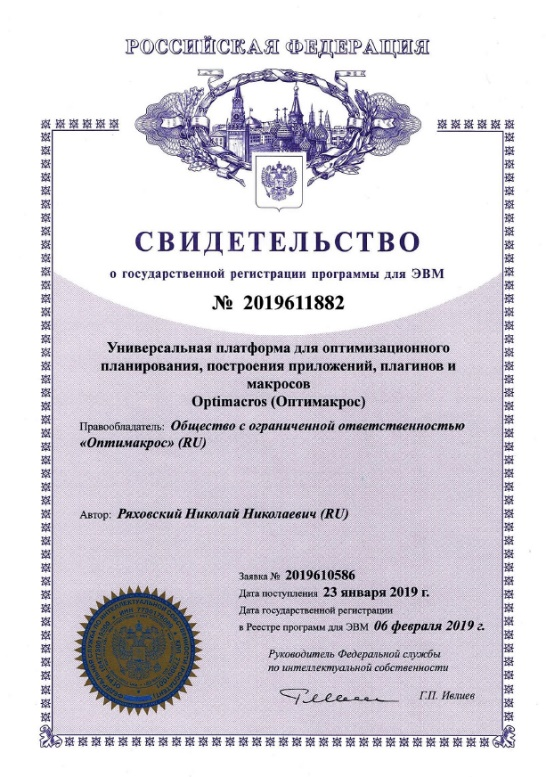 РОССИЙСКАЯ ФЕДЕРАЦИЯ
СВИДЕТЕЛЬСТВО
о государственной регистрации программы для ЭВМ
№ 2019611882
Универсальная платформа для оптимизационного
планирования, построения приложений, плагинов и
макросов
Optimacros (Оптимакрос)
Правообладатель: Общество с ограниченной ответственностью
«Оптимакрос» (RU)
Автор: Ряховский Николай Николаевич (RU)
Заявка № 2019610586
Дата поступления 23 января 2019 г.
Дата государственной регистрации
в Реестре программ для ЭВМ 06 февраля 2019 г.
Руководитель Федеральной службы
по интеллектуальной собственности
Г.П. Ивлиев